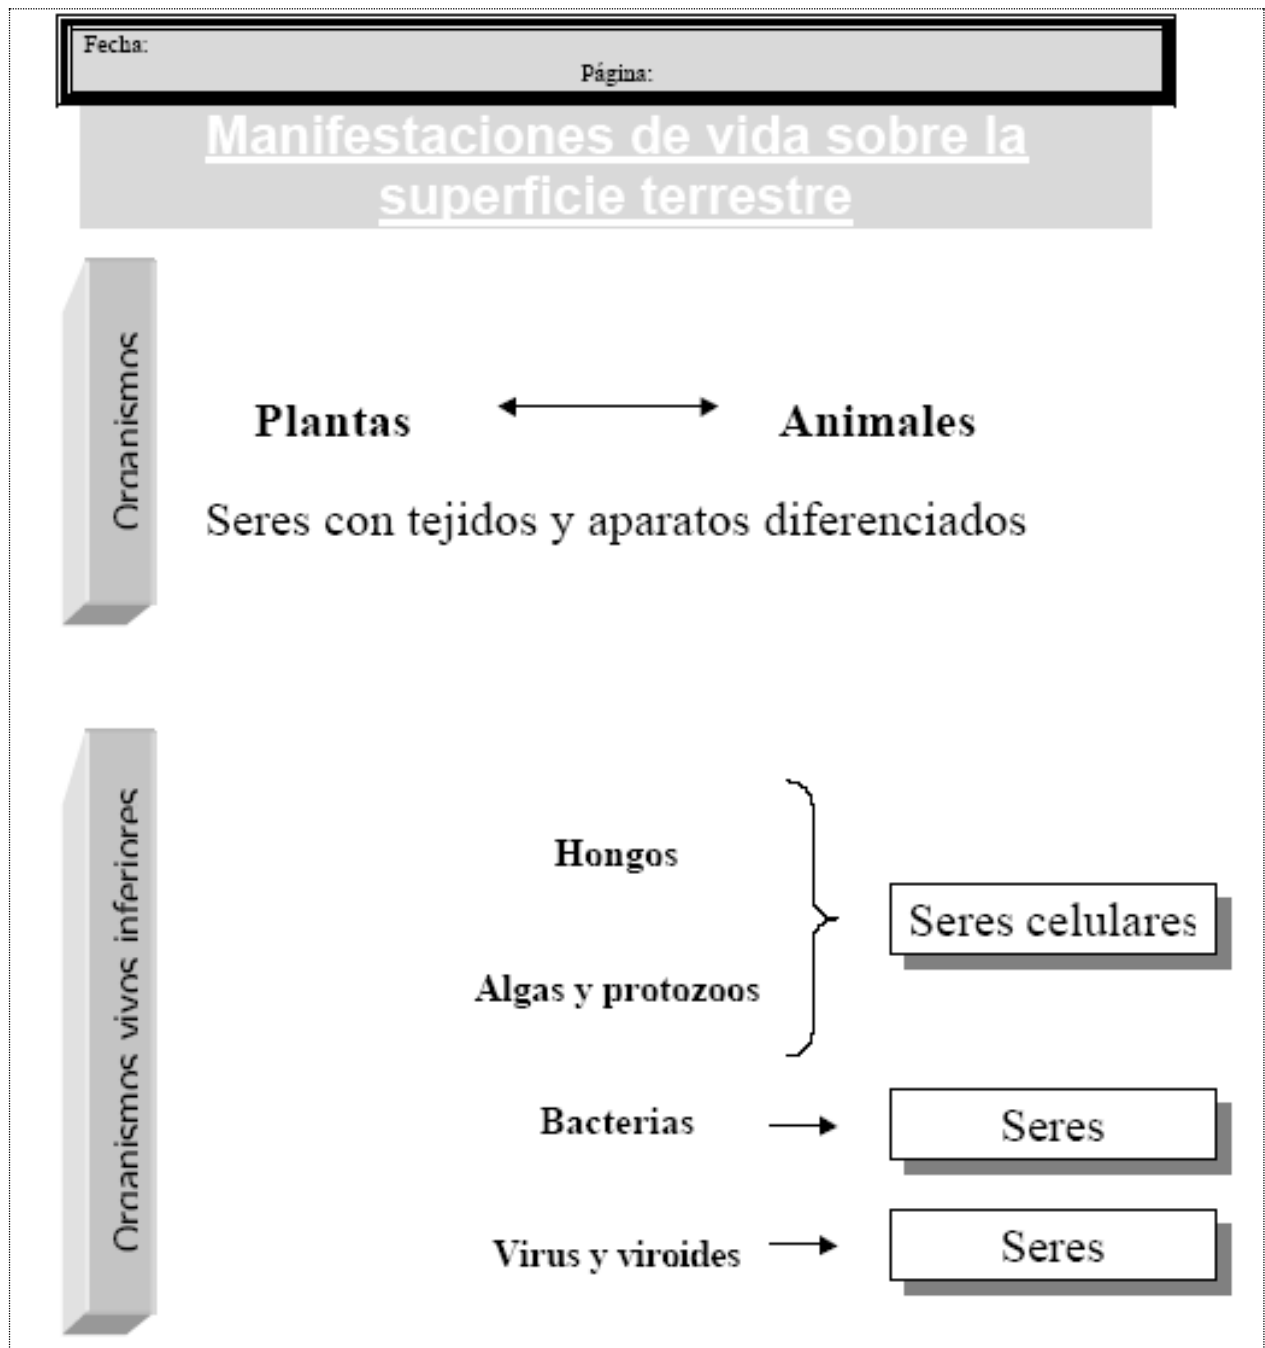 Fecha:
Página:
Manifestaciones de vida sobre la
superficie terrestre
Organismos
Plantas
Animales
Seres con tejidos y aparatos diferenciados
Organismos vivos inferiores
Hongos
Seres celulares
Algas y protozoos
Bacterias
Seres
Virus y viroides
Seres